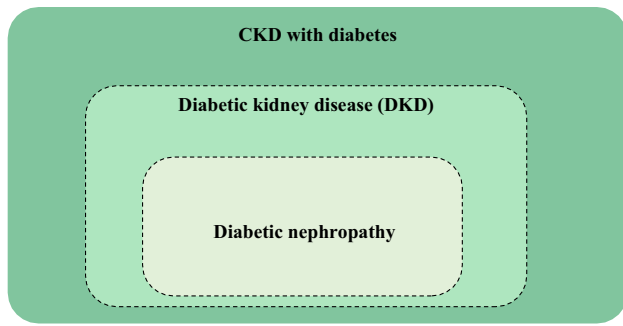 CKD with diabetes
Diabetic kidney disease (DKD)
Diabetic nephropathy